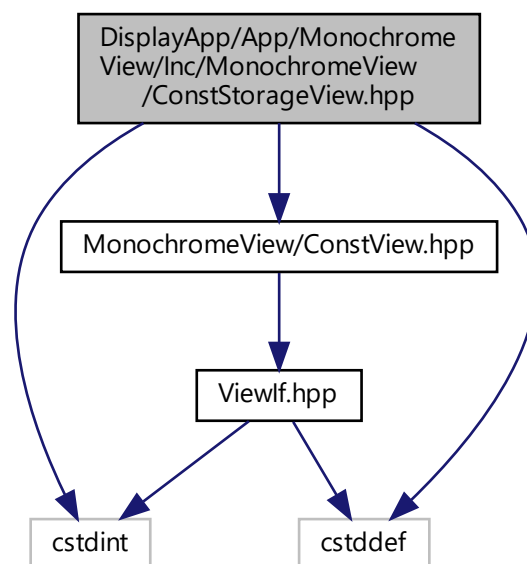 DisplayApp/App/Monochrome
View/Inc/MonochromeView
/ConstStorageView.hpp
MonochromeView/ConstView.hpp
ViewIf.hpp
cstdint
cstddef